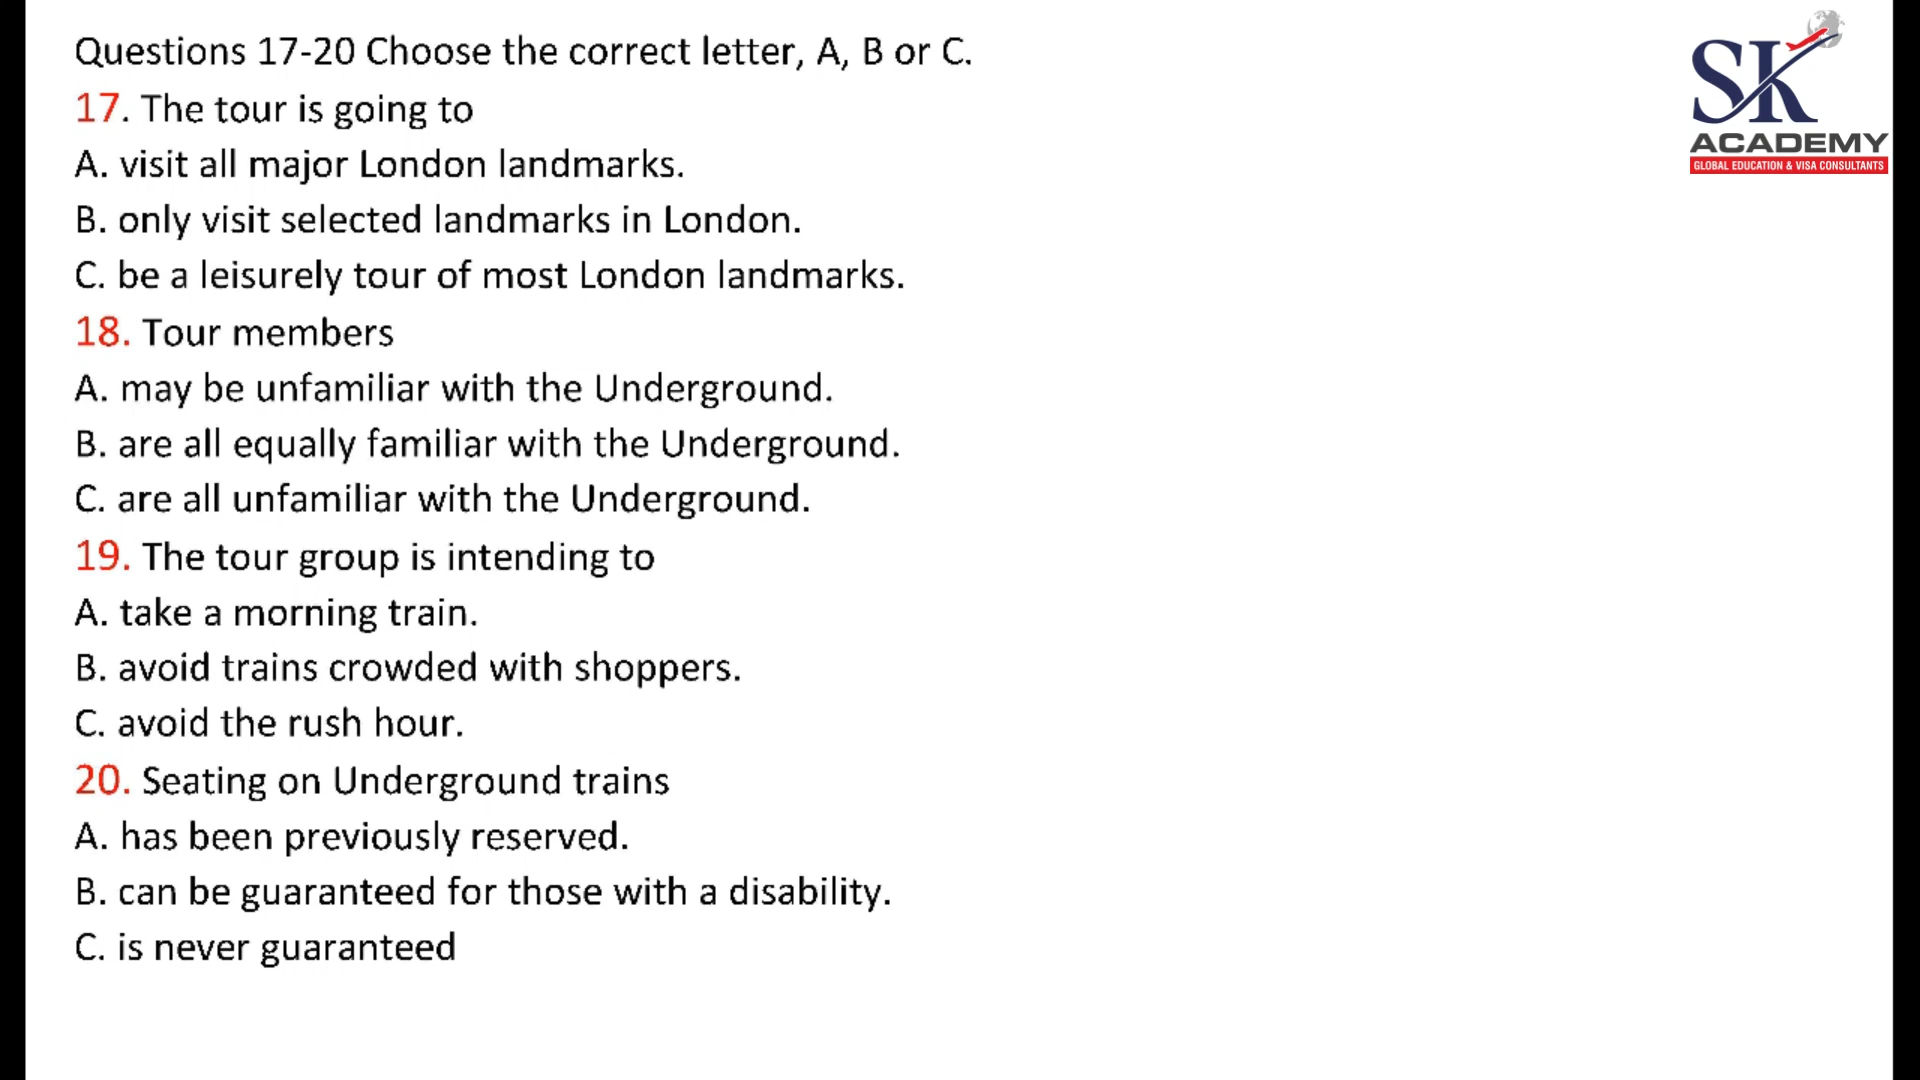 Questions 17-20 Choose the correct letter, A, B or C.
17. The tour is going to
A. visit all major London landmarks.
B. only visit selected landmarks in London.
C. be a leisurely tour of most London landmarks.
18. Tour members
A. may be unfamiliar with the Underground.
B. are all equally familiar with the Underground.
C. are all unfamiliar with the Underground.
19. The tour group is intending to
A. take a morning train.
B. avoid trains crowded with shoppers.
C. avoid the rush hour.
20. Seating on Underground trains
A. has been previously reserved.
B. can be guaranteed for those with a disability.
C. is never guaranteed
SK
ACADEMY
GLOBAL EDUCATION & VISA CONSULTANTS